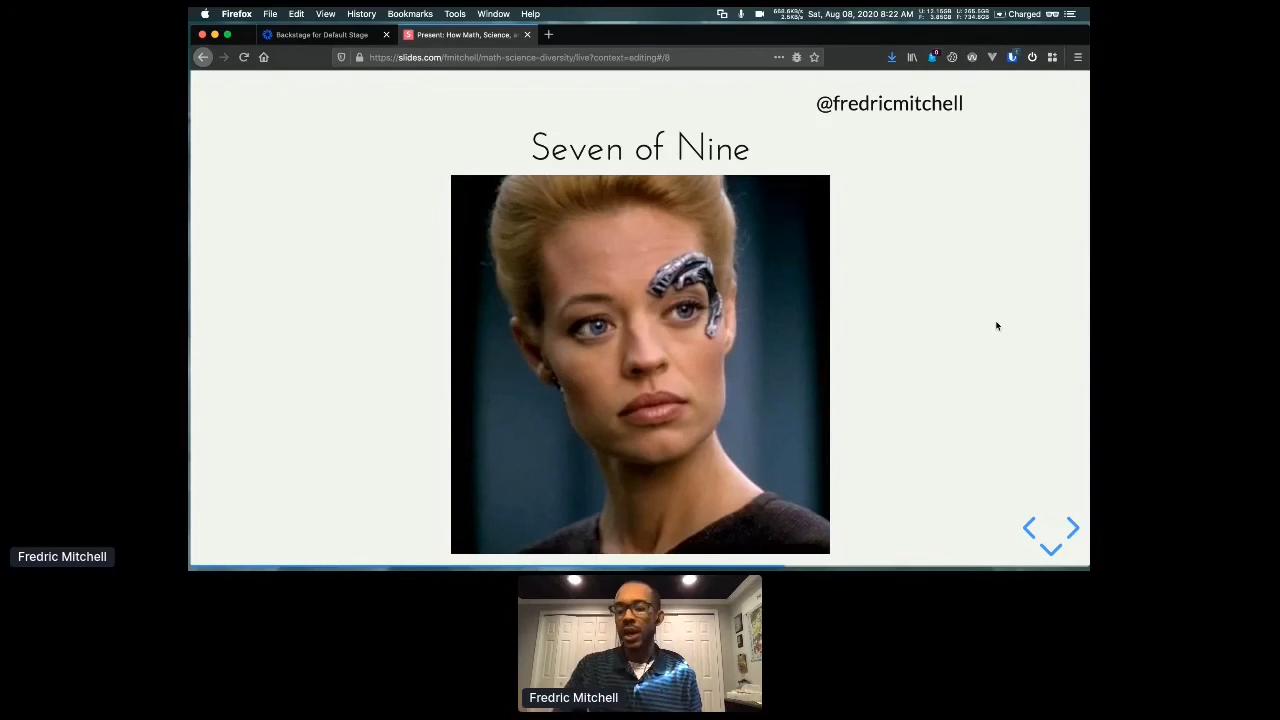 Firefox File Edit View History Bookmarks Tools Window Help
Sat, Aug 08, 2020 8:22 AM
Charged
Backstage for Default Stage
Present: How Math, Science, a
https://slides.com/fmitchell/math-science-diversity/live?context=editing#/8
@fredricmitchell
Seven of Nine
Fredric Mitchell
Fredric Mitchell